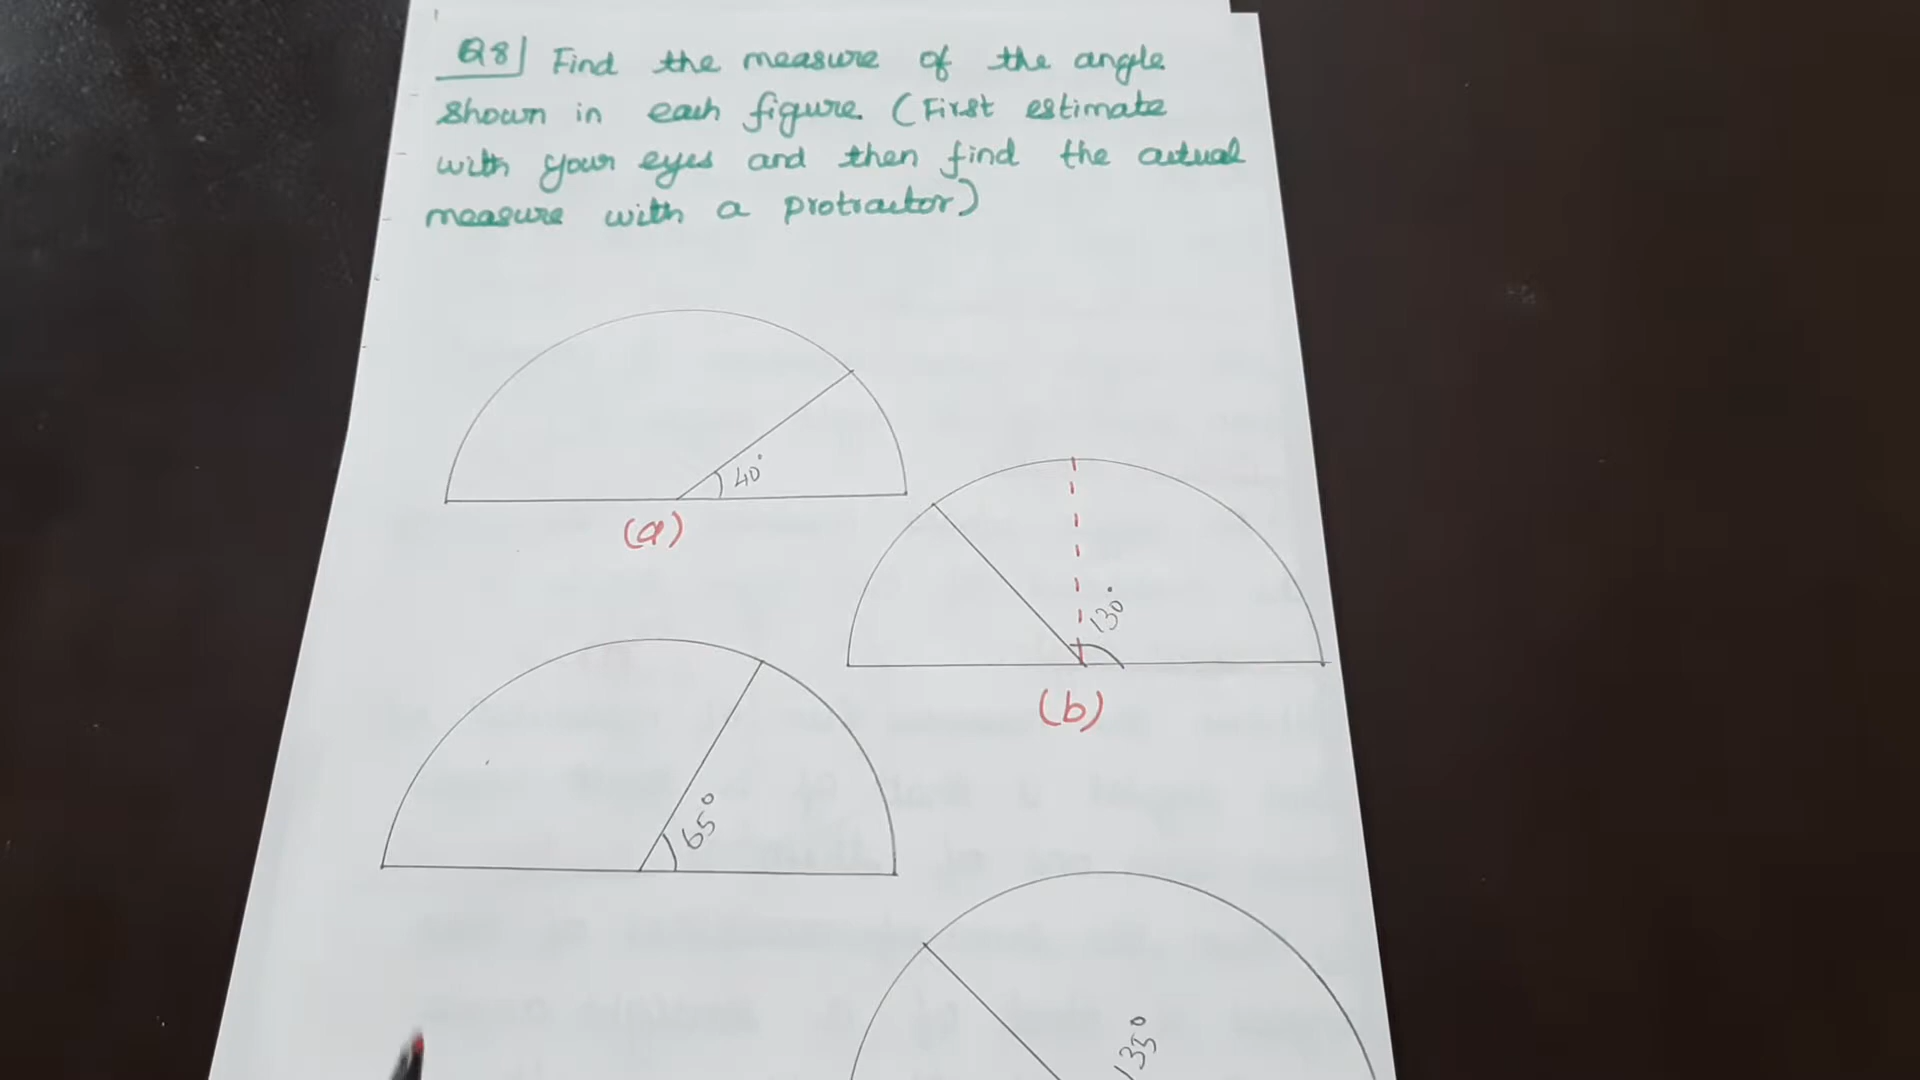 Q8 Find the measure of the angle
shown in each figure. (First estimate
with your eyes and then find the actual
measure with a protractor)
40°
(a)
130°
(b)
65°
135°